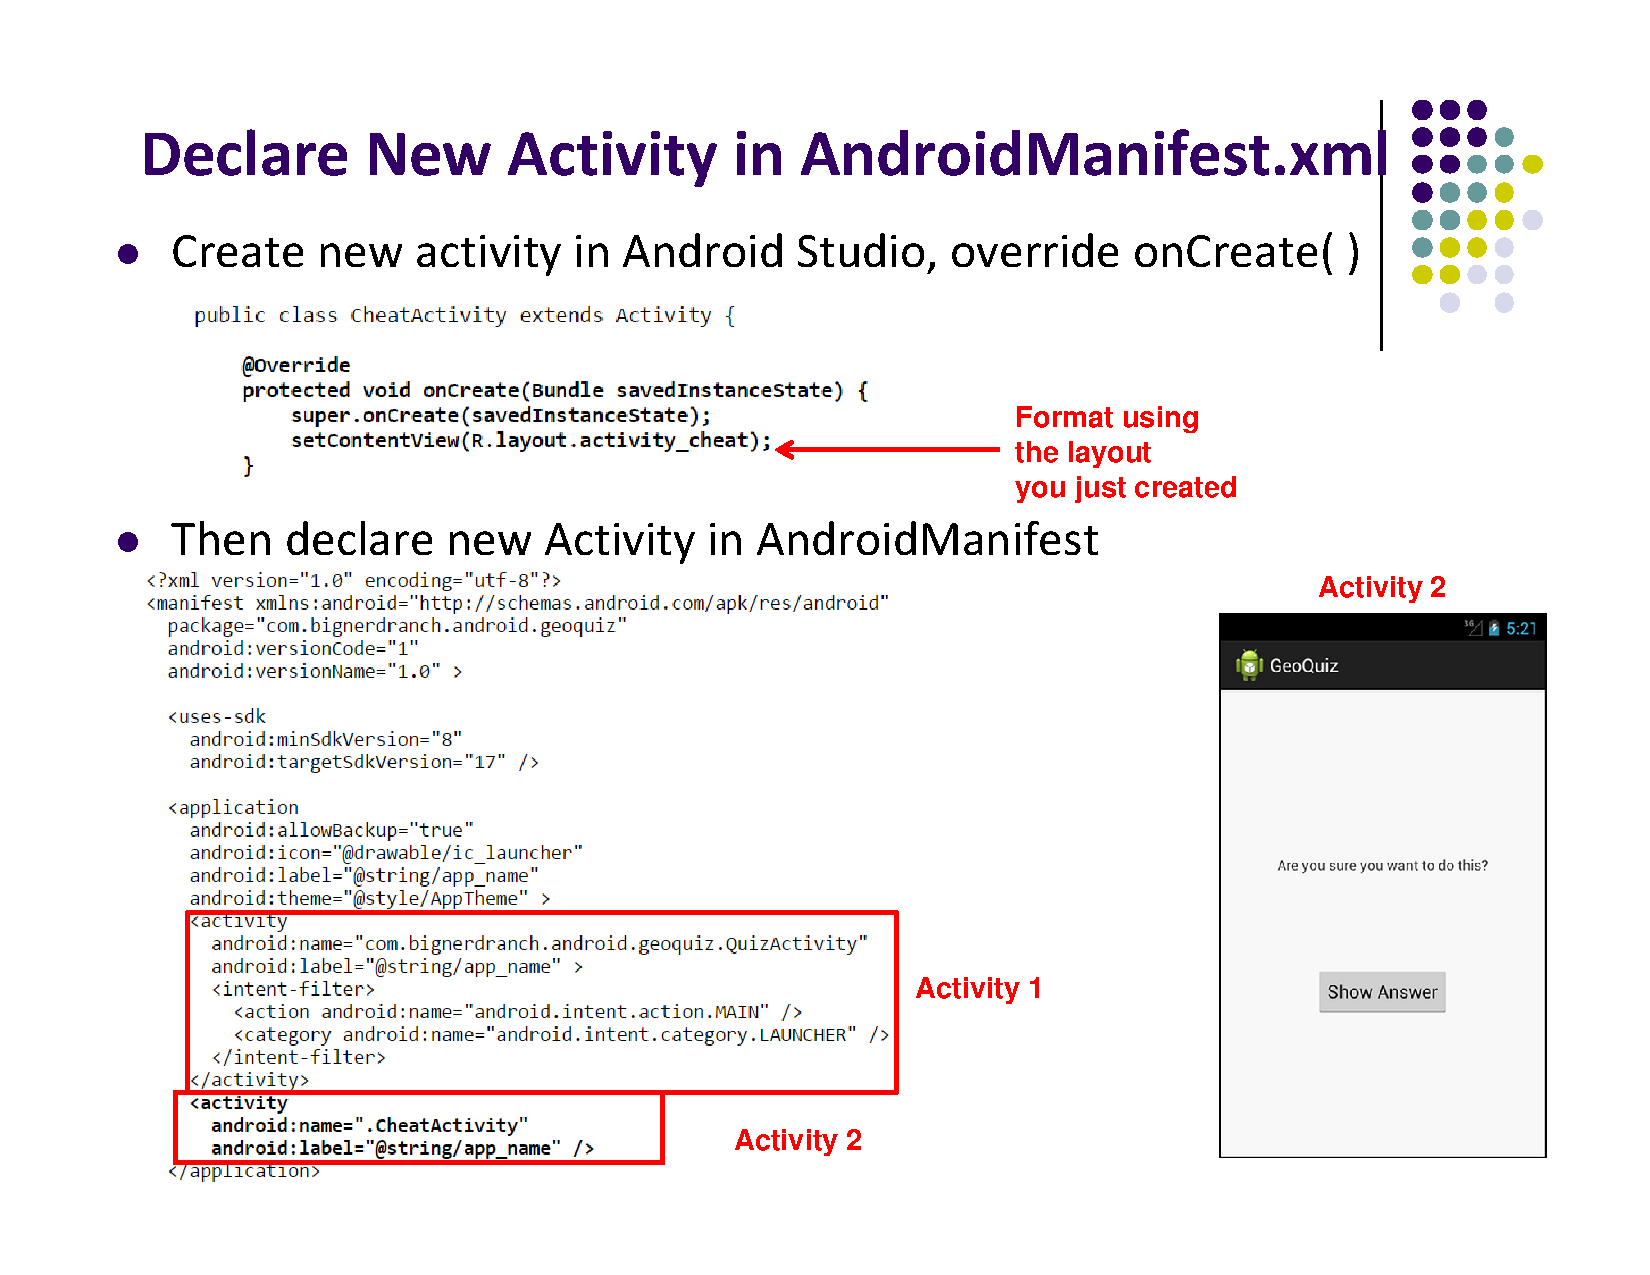 Declare New Activity in AndroidManifest.xml
Create new activity in Android Studio, override onCreate( )
public class CheatActivity extends Activity {
@Override
protected void onCreate(Bundle savedInstanceState) {
super.onCreate(savedInstanceState);
setContentView(R.layout.activity_cheat);
}
Format using
the layout
you just created
Then declare new Activity in AndroidManifest
<?xml version="1.0" encoding="utf-8"?>
<manifest xmlns:android="http://schemas.android.com/apk/res/android"
package="com.bignerdranch.android.geoquiz"
android:versionCode="1"
android:versionName="1.0" >
<uses-sdk
android:minSdkVersion="8"
android:targetSdkVersion="17" />
<application
android:allowBackup="true"
android:icon="@drawable/ic_launcher"
android:label="@string/app_name"
android:theme="@style/AppTheme" >
<activity
android:name="com.bignerdranch.android.geoquiz.QuizActivity"
android:label="@string/app_name" >
<intent-filter>
<action android:name="android.intent.action.MAIN" />
<category android:name="android.intent.category.LAUNCHER" />
</intent-filter>
</activity>
<activity
android:name=".CheatActivity"
android:label="@string/app_name" />
</application>
Activity 1
Activity 2
Activity 2
3G 5:21
GeoQuiz
Are you sure you want to do this?
Show Answer